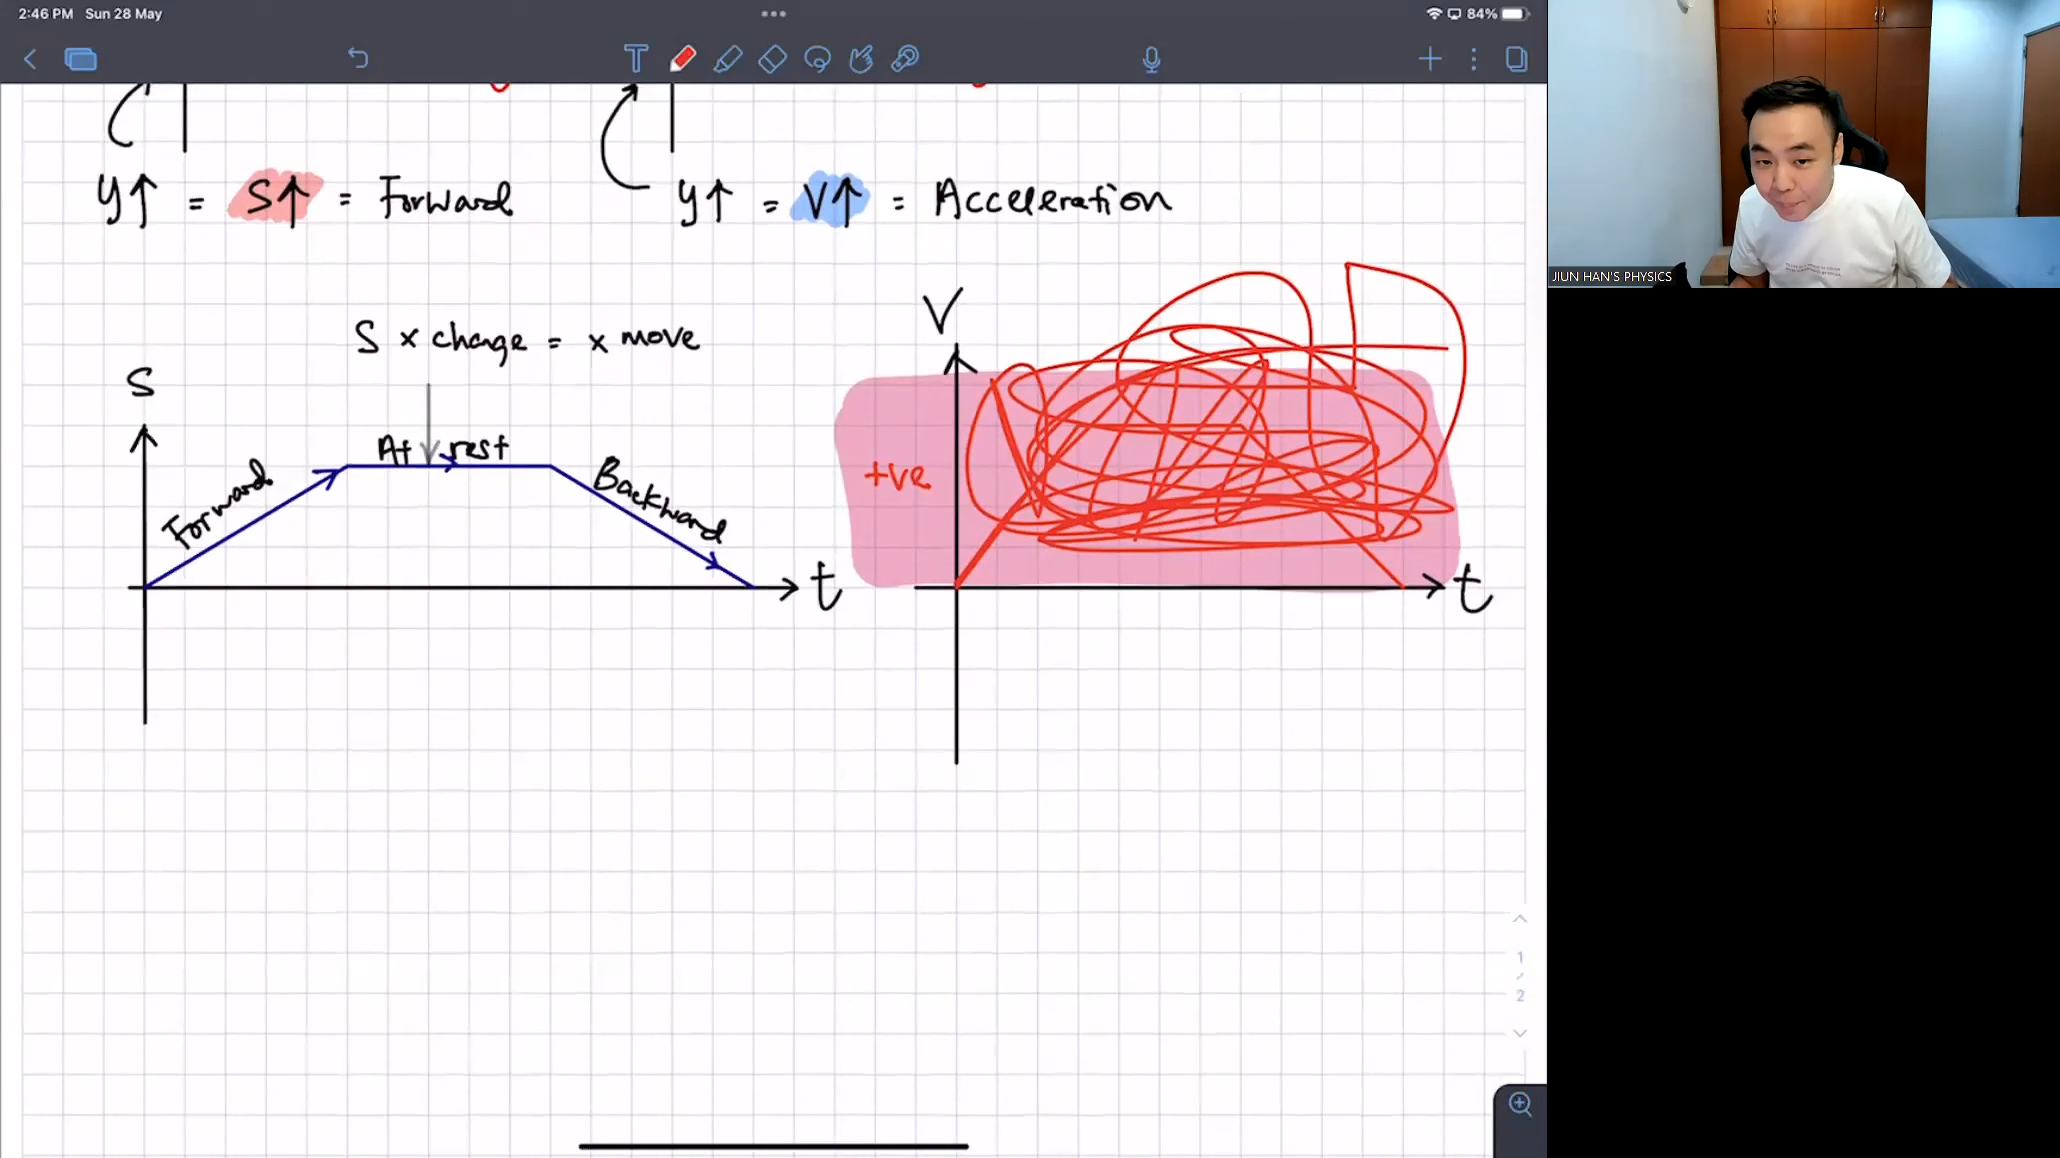 2:46 PM Sun 28 May
84%
y↑ = S↑ = Forward
y↑ = V↑ = Acceleration
S x change = x move
S
Forward
At rest
Backward
t
V
+ve
t
1
2
JIUN HAN'S PHYSICS